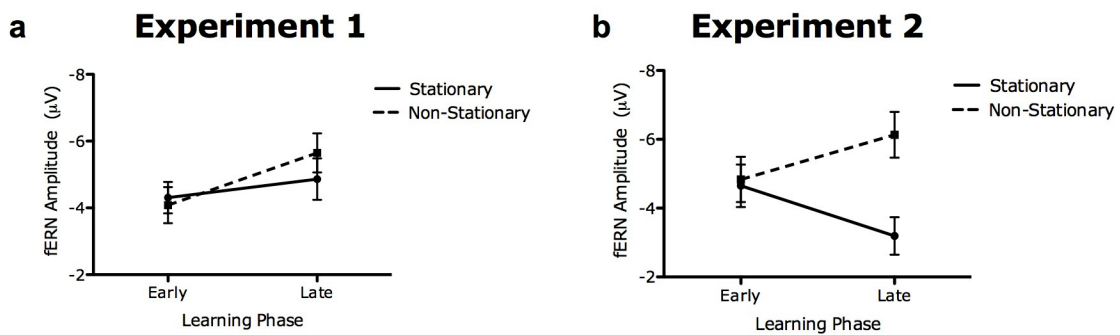 a
Experiment 1
-8
-6
-4
-2
fERN Amplitude (µV)
Early
Late
Learning Phase
Stationary
Non-Stationary
b
Experiment 2
-8
-6
-4
-2
fERN Amplitude (µV)
Early
Late
Learning Phase
Stationary
Non-Stationary